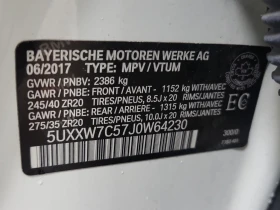 BAYERISCHE MOTOREN WERKE AG
06/2017 TYPE: MPV / VTUM
GVWR / PNBV: 2386 kg
GAWR / PNBE: FRONT / AVANT - 1152 kg WITH/AVEC
245/40 ZR20 TIRES/PNEUS, 8.5J x 20 RIMS/JANTES
GAWR / PNBE: REAR / ARRIERE - 1315 kg WITH/AVEC
275/35 ZR20 TIRES/PNEUS, 10.0J x 20 RIMS/JANTES
EC
5UXXW7C57J0W64230